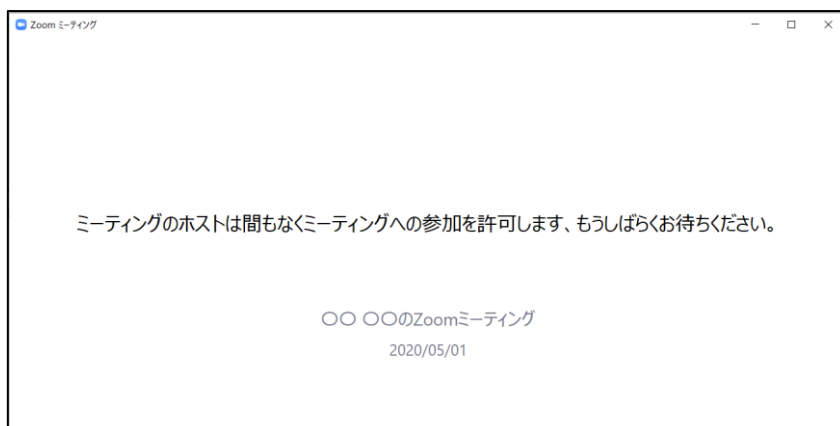 Zoom ミーティング
ミーティングのホストは間もなくミーティングへの参加を許可します、もうしばらくお待ちください。
〇〇 〇〇のZoomミーティング
2020/05/01